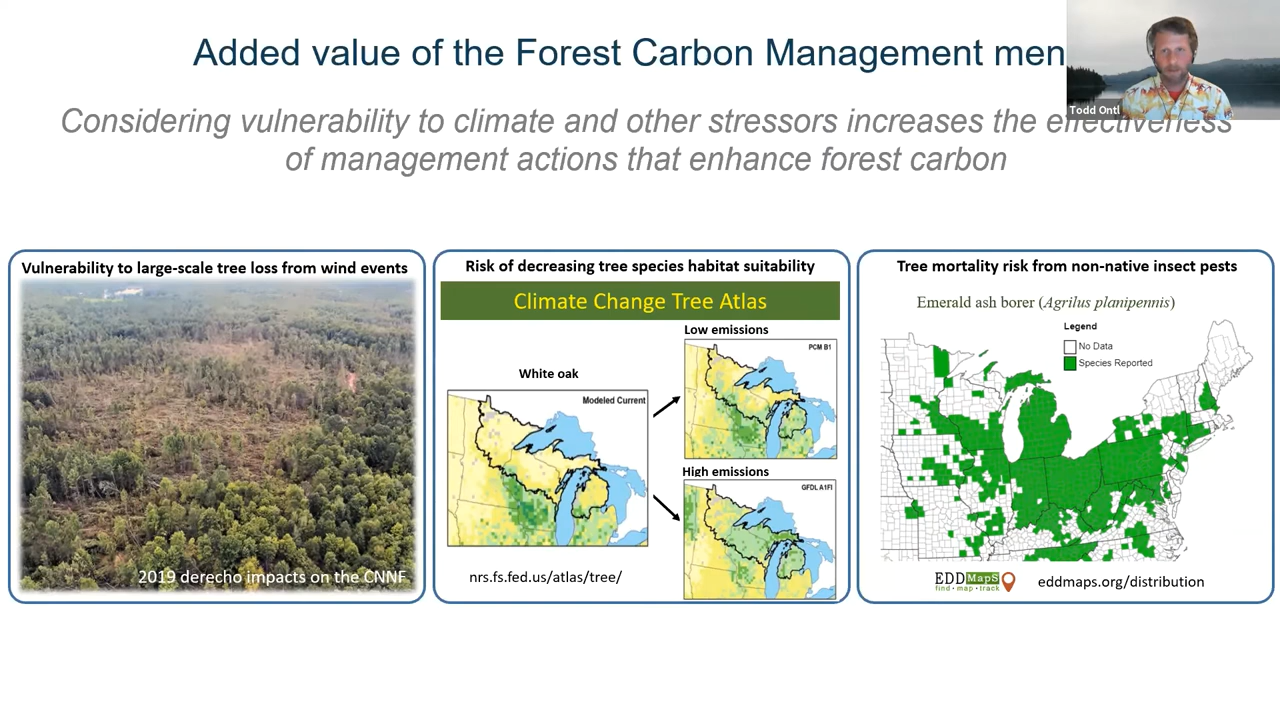 Added value of the Forest Carbon Management men
Todd Ontl
Considering vulnerability to climate and other stressors increases the effectiveness
of management actions that enhance forest carbon
Vulnerability to large-scale tree loss from wind events
2019 derecho impacts on the CNNF
Risk of decreasing tree species habitat suitability
Climate Change Tree Atlas
Low emissions
PCM B1
White oak
Modeled Current
High emissions
GFDL A1FI
nrs.fs.fed.us/atlas/tree/
Tree mortality risk from non-native insect pests
Emerald ash borer (Agrilus planipennis)
Legend
No Data
Species Reported
EDDMapS
find • map • track
eddmaps.org/distribution